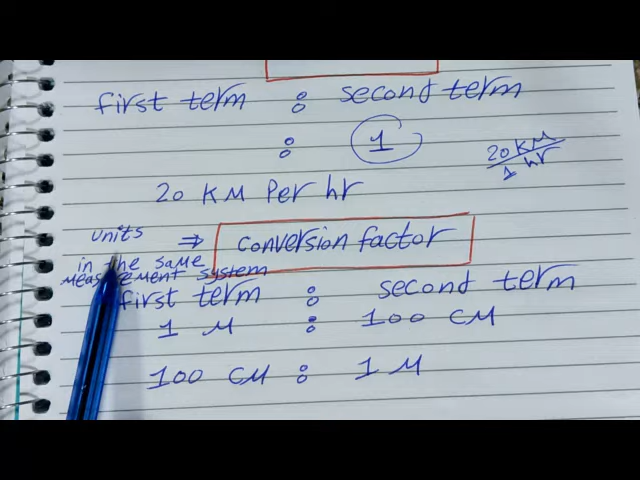 first term : second term
: 1
20 KM
1 hr
20 KM Per hr
units
in the same
measurement system
⇒ conversion factor
first term : second term
1 M : 100 CM
100 CM : 1 M